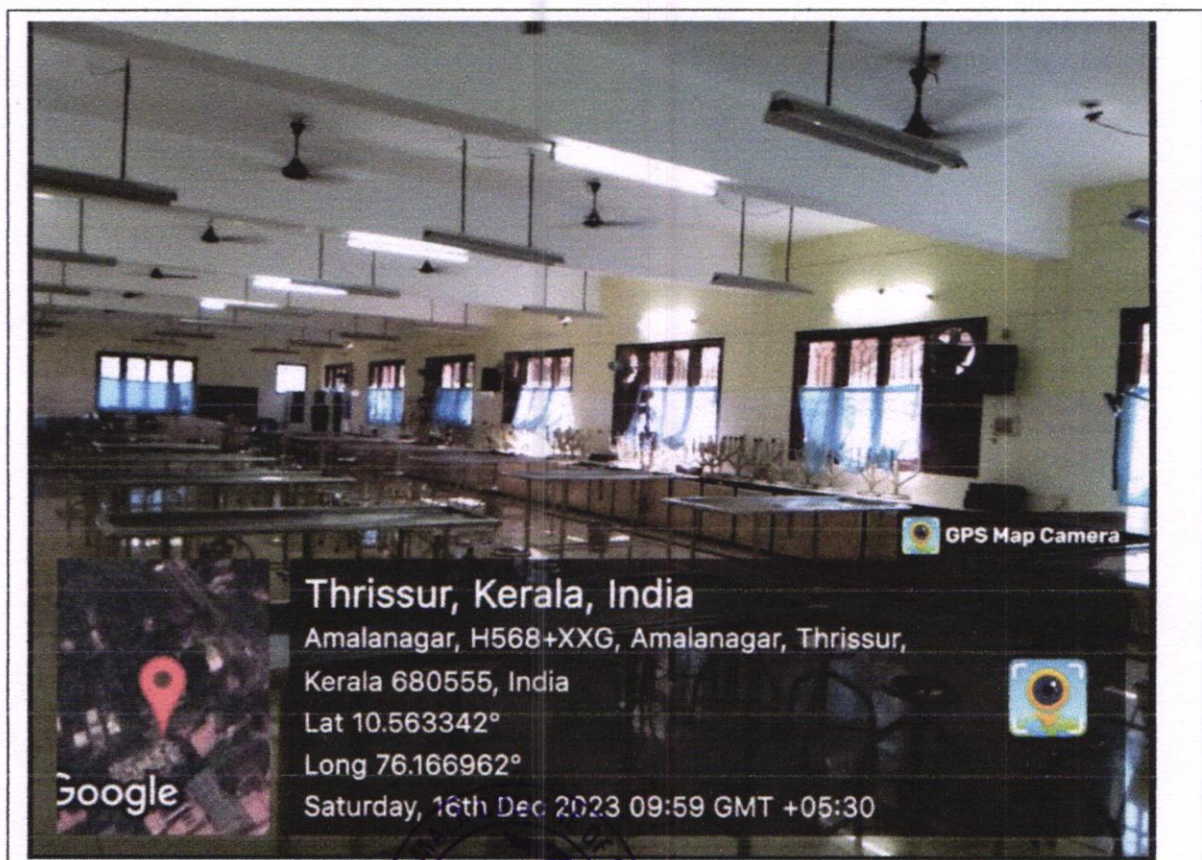 GPS Map Camera
Thrissur, Kerala, India
Amalanagar, H568+XXG, Amalanagar, Thrissur,
Kerala 680555, India
Lat 10.563342°
Long 76.166962°
Google
Saturday, 16th Dec 2023 09:59 GMT +05:30